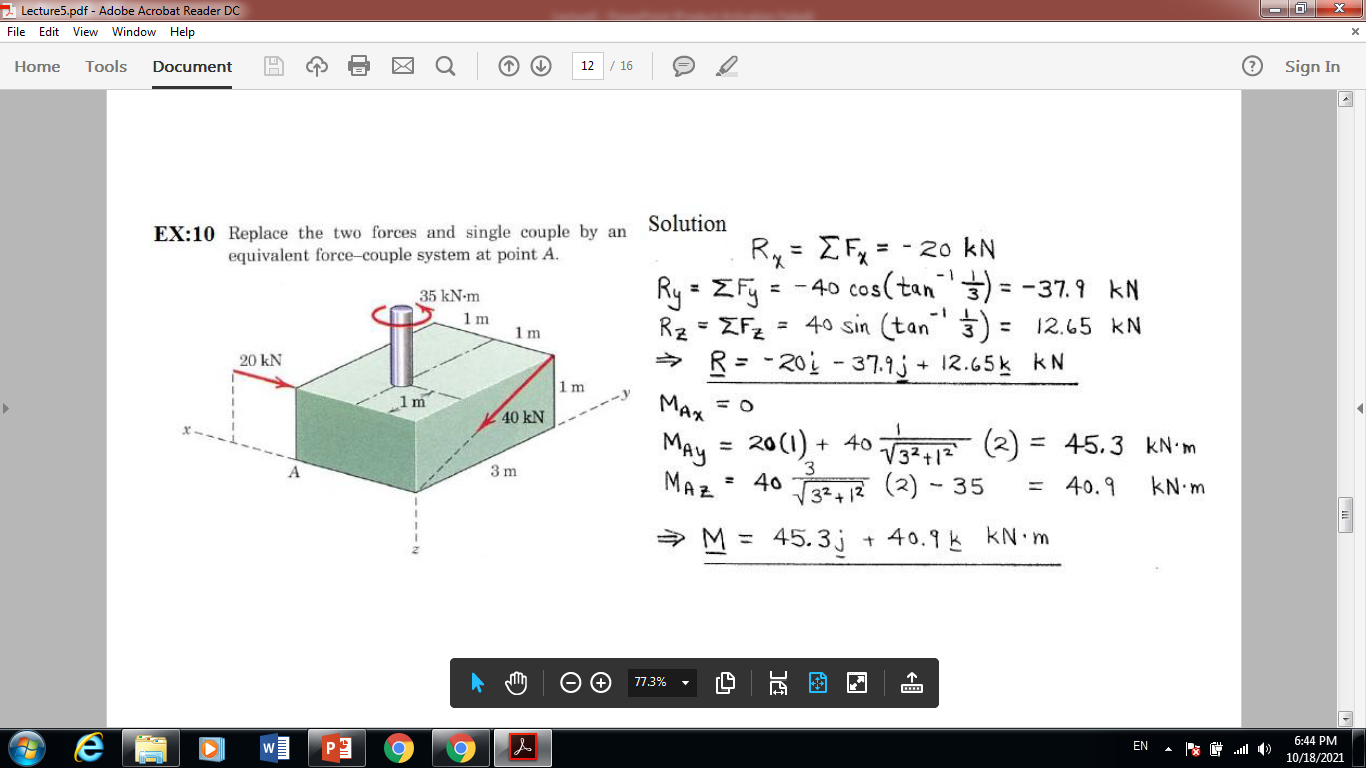 Lecture5.pdf - Adobe Acrobat Reader DC
File Edit View Window Help
Home Tools Document 12 / 16 Sign In
EX:10 Replace the two forces and single couple by an
equivalent force–couple system at point A.
35 kN·m
1 m
1 m
20 kN
1 m
1 m
y
40 kN
x
A
3 m
z
Solution
Rx = ΣFx = - 20 kN
Ry = ΣFy = -40 cos(tan⁻¹ 1/3) = -37.9 kN
Rz = ΣFz = 40 sin (tan⁻¹ 1/3) = 12.65 kN
⇒ R = -20i - 37.9j + 12.65k kN
MAx = 0
MAy = 20(1) + 40 1/√(3²+1²) (2) = 45.3 kN·m
MAz = 40 3/√(3²+1²) (2) - 35 = 40.9 kN·m
⇒ M = 45.3j + 40.9k kN·m
77.3%
EN
6:44 PM
10/18/2021